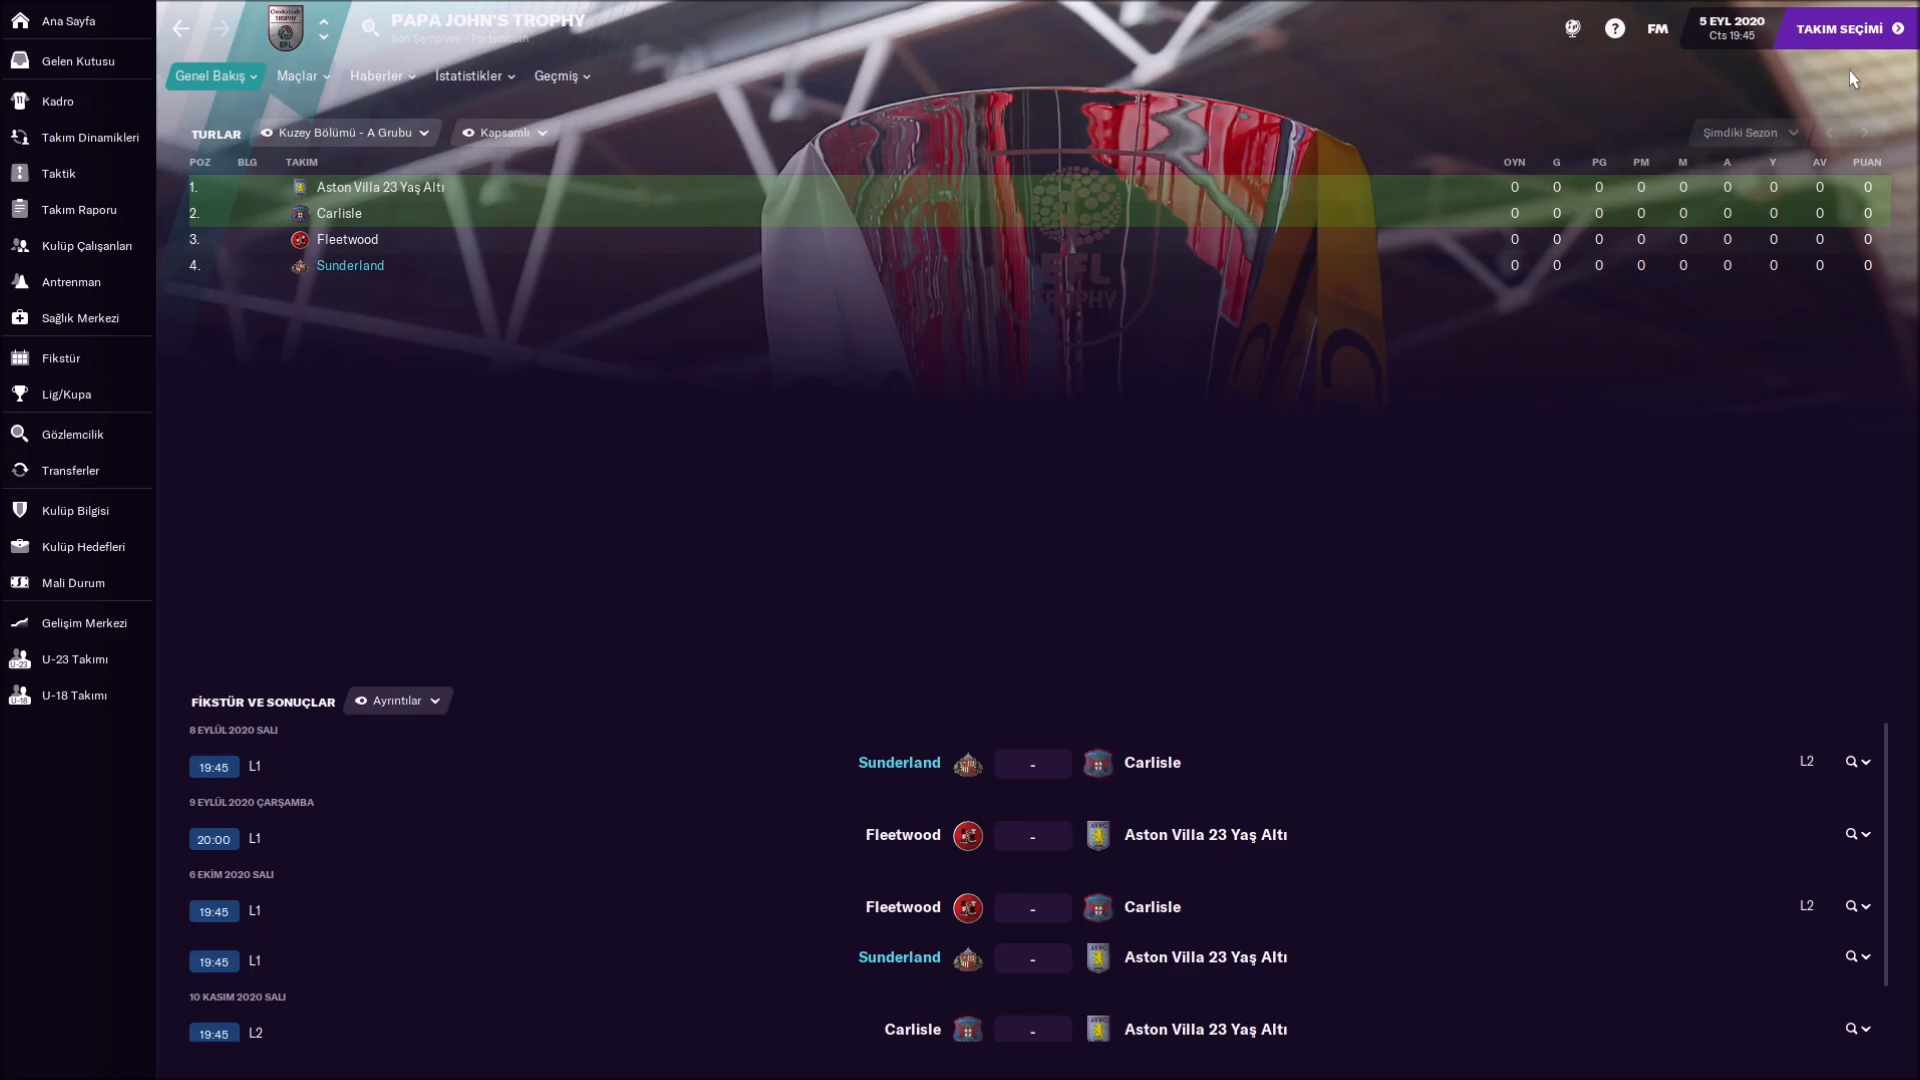 Ana Sayfa
Gelen Kutusu
Kadro
Takım Dinamikleri
Taktik
Takım Raporu
Kulüp Çalışanları
Antrenman
Sağlık Merkezi
Fikstür
Lig/Kupa
Gözlemcilik
Transferler
Kulüp Bilgisi
Kulüp Hedefleri
Mali Durum
Gelişim Merkezi
U-23 U-23 Takımı
U-18 U-18 Takımı
PAPA JOHN'S TROPHY
Son Şampiyon - Portsmouth
FM
5 EYL 2020
Cts 19:45
TAKIM SEÇİMİ
Genel Bakış Maçlar Haberler İstatistikler Geçmiş
TURLAR Kuzey Bölümü - A Grubu Kapsamlı Şimdiki Sezon
POZ BLG TAKIM OYN G PG PM M A Y AV PUAN
1. Aston Villa 23 Yaş Altı 0 0 0 0 0 0 0 0 0
2. Carlisle 0 0 0 0 0 0 0 0 0
3. Fleetwood 0 0 0 0 0 0 0 0 0
4. Sunderland 0 0 0 0 0 0 0 0 0
EFL
TROPHY
FİKSTÜR VE SONUÇLAR Ayrıntılar
8 EYLÜL 2020 SALI
19:45 L1 Sunderland - Carlisle L2
9 EYLÜL 2020 ÇARŞAMBA
20:00 L1 Fleetwood - Aston Villa 23 Yaş Altı
6 EKİM 2020 SALI
19:45 L1 Fleetwood - Carlisle L2
19:45 L1 Sunderland - Aston Villa 23 Yaş Altı
10 KASIM 2020 SALI
19:45 L2 Carlisle - Aston Villa 23 Yaş Altı